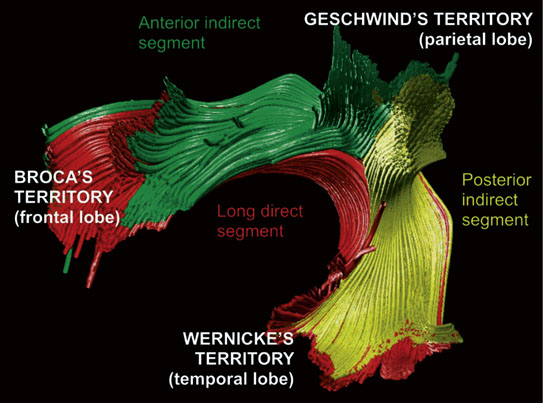 Anterior indirect
segment
GESCHWIND'S TERRITORY
(parietal lobe)
BROCA'S
TERRITORY
(frontal lobe)
Long direct
segment
Posterior
indirect
segment
WERNICKE'S
TERRITORY
(temporal lobe)